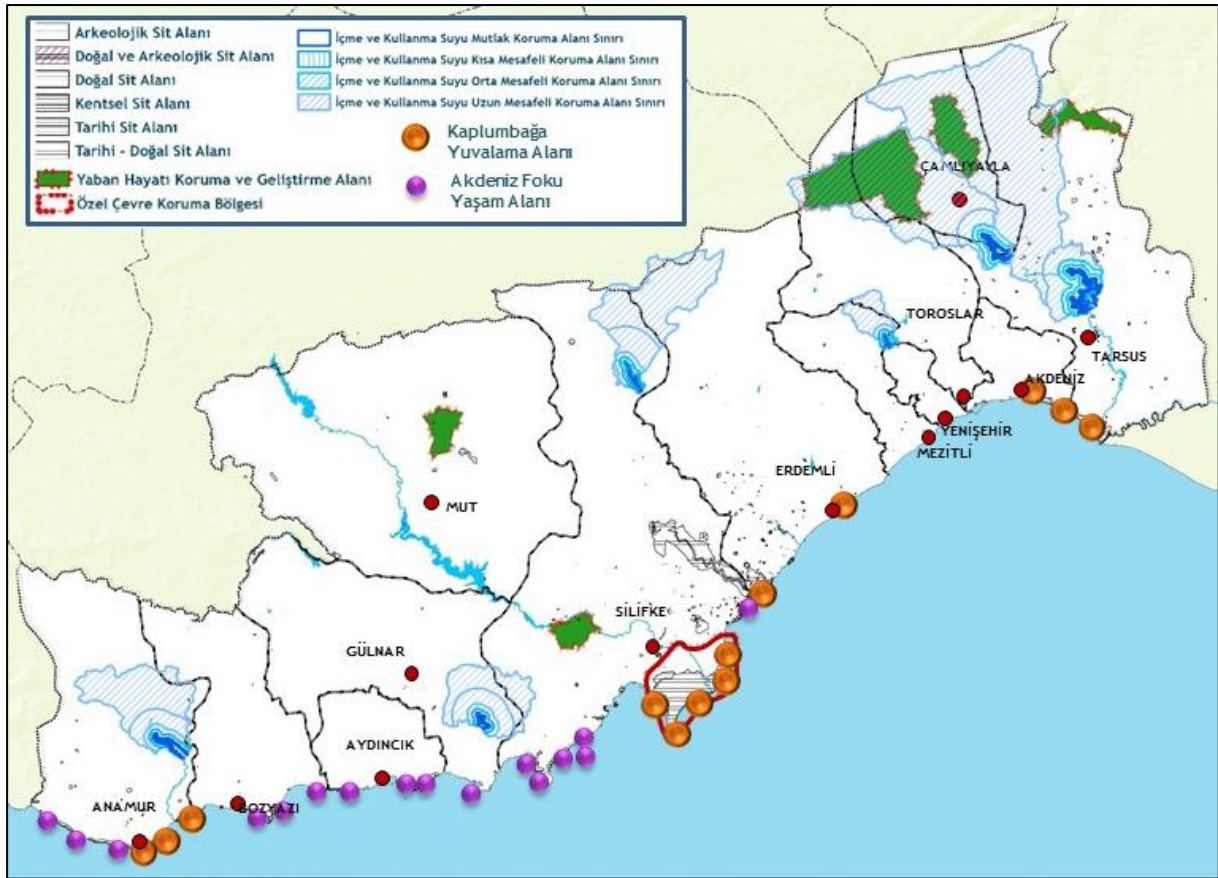 Arkeolojik Sit Alanı
Doğal ve Arkeolojik Sit Alanı
Doğal Sit Alanı
Kentsel Sit Alanı
Tarihi Sit Alanı
Tarihi - Doğal Sit Alanı
Yaban Hayatı Koruma ve Geliştirme Alanı
Özel Çevre Koruma Bölgesi
İçme ve Kullanma Suyu Mutlak Koruma Alanı Sınırı
İçme ve Kullanma Suyu Kısa Mesafeli Koruma Alanı Sınırı
İçme ve Kullanma Suyu Orta Mesafeli Koruma Alanı Sınırı
İçme ve Kullanma Suyu Uzun Mesafeli Koruma Alanı Sınırı
Kaplumbağa
Yuvalama Alanı
Akdeniz Foku
Yaşam Alanı
ÇAMLIYAYLA
TOROSLAR
TARSUS
AKDENİZ
YENİŞEHİR
MEZİTLİ
ERDEMLİ
MUT
SİLİFKE
GÜLNAR
AYDINCIK
ANAMUR
BOZYAZI